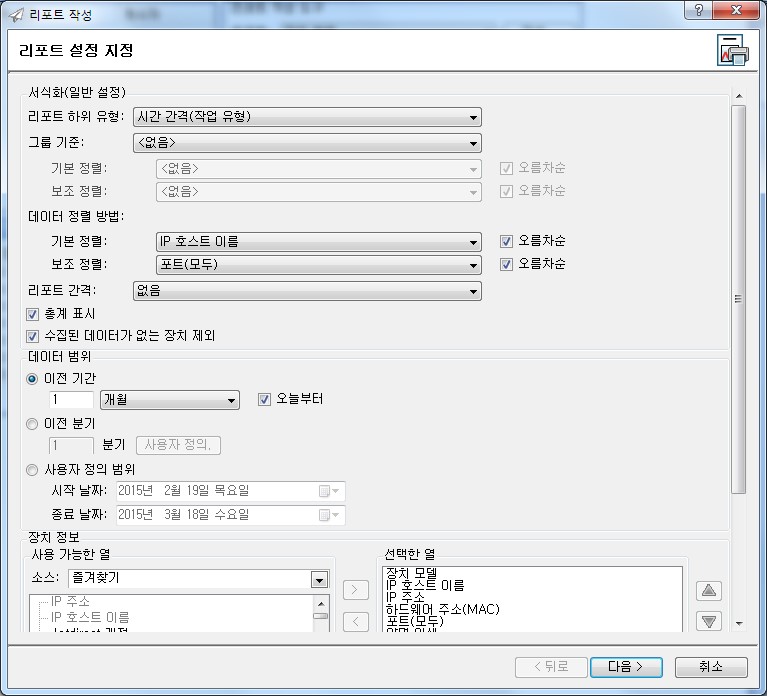 리포트 작성
리포트 설정 지정
서식화(일반 설정)
리포트 하위 유형: 시간 간격(작업 유형)
그룹 기준: <없음>
기본 정렬: <없음> 오름차순
보조 정렬: <없음> 오름차순
데이터 정렬 방법:
기본 정렬: IP 호스트 이름 오름차순
보조 정렬: 포트(모두) 오름차순
리포트 간격: 없음
총계 표시
수집된 데이터가 없는 장치 제외
데이터 범위
이전 기간
1 개월 오늘부터
이전 분기
1 분기 사용자 정의.
사용자 정의 범위
시작 날짜: 2015년 2월 19일 목요일
종료 날짜: 2015년 3월 18일 수요일
장치 정보
사용 가능한 열
소스: 즐겨찾기
IP 주소
IP 호스트 이름
선택한 열
장치 모델
IP 호스트 이름
IP 주소
하드웨어 주소(MAC)
포트(모두)
< 뒤로 다음 > 취소